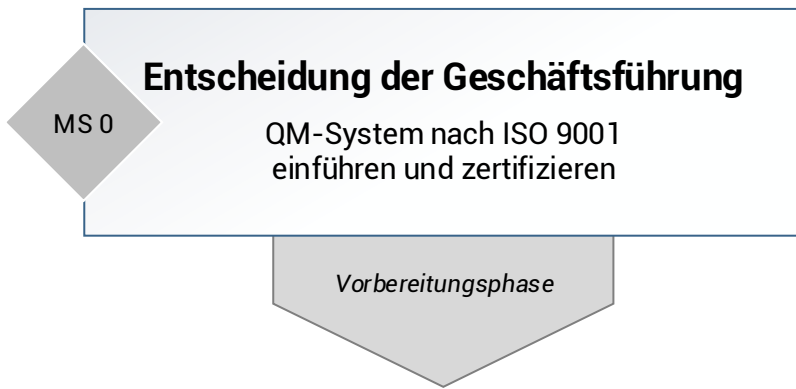 Entscheidung der Geschäftsführung
MS 0
QM-System nach ISO 9001
einführen und zertifizieren
Vorbereitungsphase